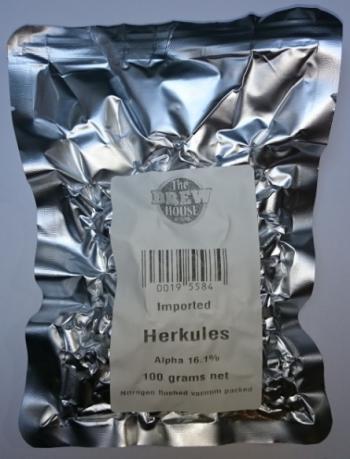 The
BREW
HOUSE
0019 5584
Imported
Herkules
Alpha 16.1%
100 grams net
Nitrogen flushed vacuum packed